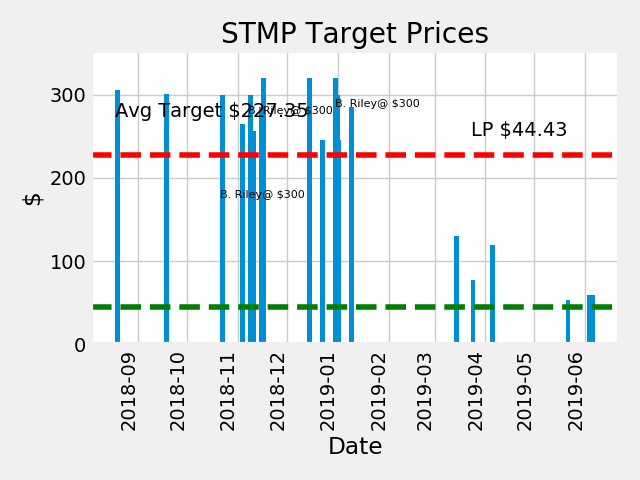 STMP Target Prices
300
200
100
0
$
Avg Target $227.35
B. Riley@ $300
B. Riley@ $300
B. Riley@ $300
LP $44.43
2018-09
2018-10
2018-11
2018-12
2019-01
2019-02
2019-03
2019-04
2019-05
2019-06
Date